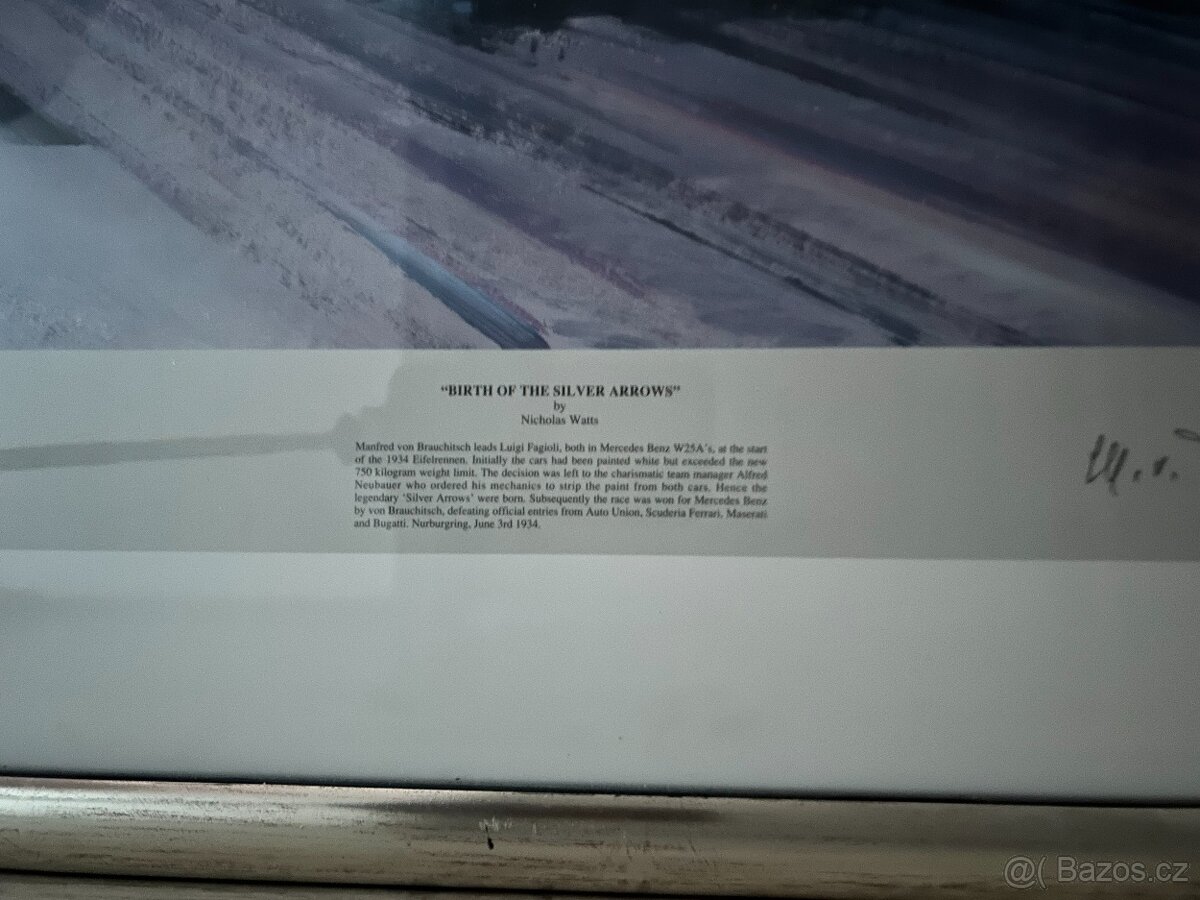 “BIRTH OF THE SILVER ARROWS”
by
Nicholas Watts
Manfred von Brauchitsch leads Luigi Fagioli, both in Mercedes Benz W25A's, at the start
of the 1934 Eifelrennen. Initially the cars had been painted white but exceeded the new
750 kilogram weight limit. The decision was left to the charismatic team manager Alfred
Neubauer who ordered his mechanics to strip the paint from both cars. Hence the
legendary ‘Silver Arrows’ were born. Subsequently the race was won for Mercedes Benz
by von Brauchitsch, defeating official entries from Auto Union, Scuderia Ferrari, Maserati
and Bugatti. Nurburgring, June 3rd 1934.
M.v.
@( Bazos.cz